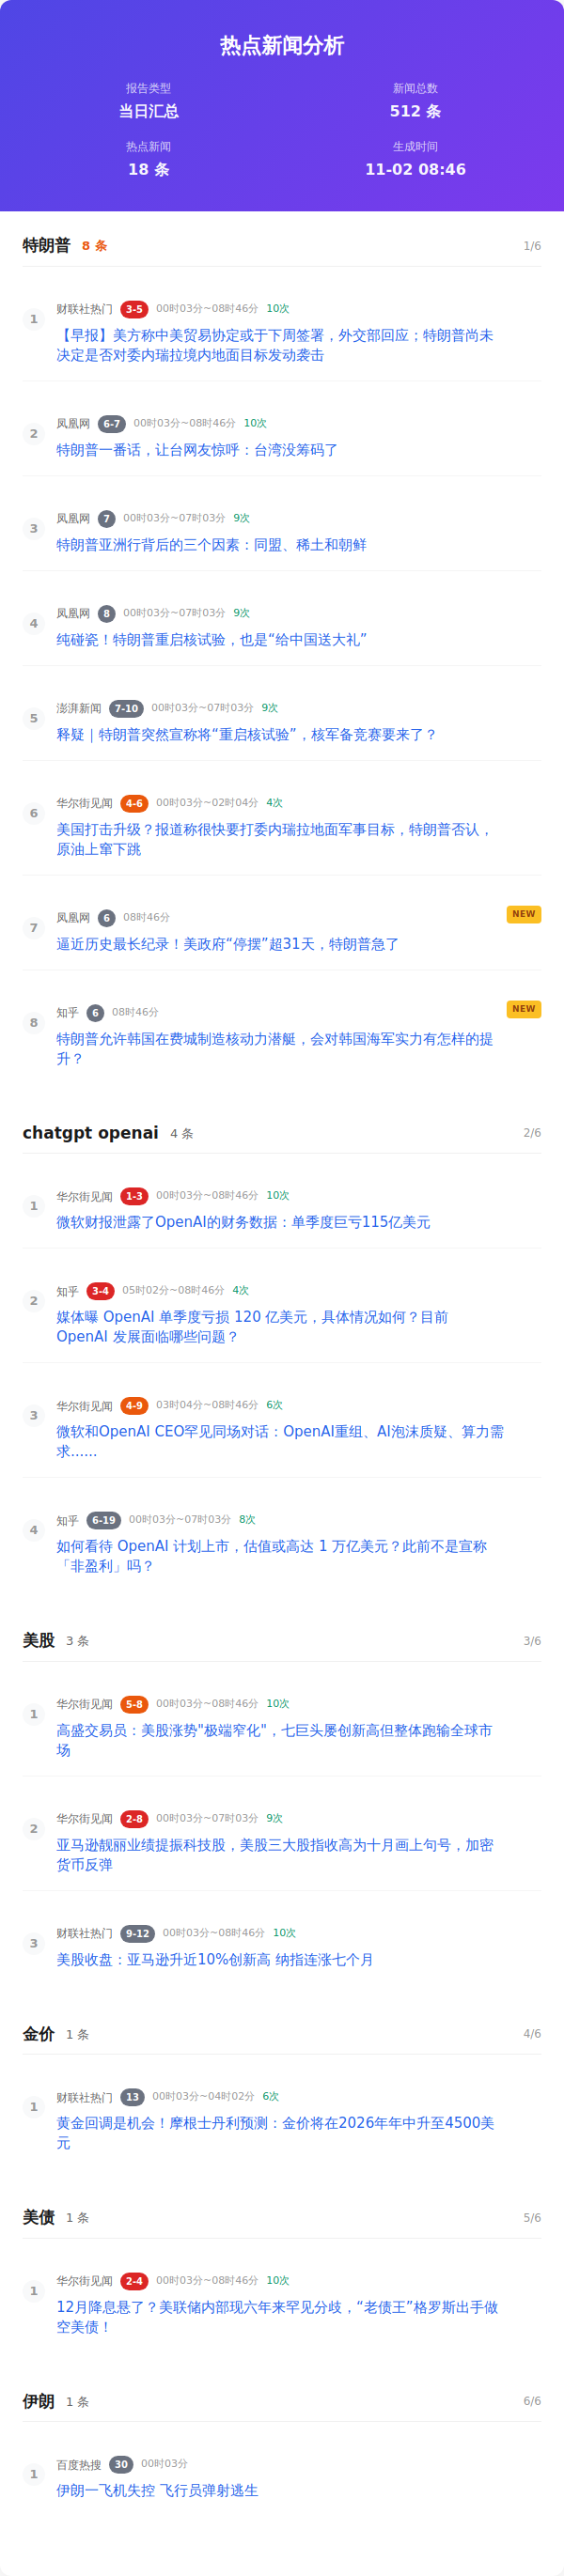 热点新闻分析
报告类型
当日汇总
新闻总数
512 条
热点新闻
18 条
生成时间
11-02 08:46
特朗普 8 条 1/6
1 财联社热门 3-5 00时03分~08时46分 10次
【早报】美方称中美贸易协定或于下周签署，外交部回应；特朗普尚未
决定是否对委内瑞拉境内地面目标发动袭击
2 凤凰网 6-7 00时03分~08时46分 10次
特朗普一番话，让台网友惊呼：台湾没筹码了
3 凤凰网 7 00时03分~07时03分 9次
特朗普亚洲行背后的三个因素：同盟、稀土和朝鲜
4 凤凰网 8 00时03分~07时03分 9次
纯碰瓷！特朗普重启核试验，也是“给中国送大礼”
5 澎湃新闻 7-10 00时03分~07时03分 9次
释疑｜特朗普突然宣称将“重启核试验”，核军备竞赛要来了？
6 华尔街见闻 4-6 00时03分~02时04分 4次
美国打击升级？报道称很快要打委内瑞拉地面军事目标，特朗普否认，
原油上窜下跳
7 凤凰网 6 08时46分 NEW
逼近历史最长纪录！美政府“停摆”超31天，特朗普急了
8 知乎 6 08时46分 NEW
特朗普允许韩国在费城制造核动力潜艇，会对韩国海军实力有怎样的提
升？
chatgpt openai 4 条 2/6
1 华尔街见闻 1-3 00时03分~08时46分 10次
微软财报泄露了OpenAI的财务数据：单季度巨亏115亿美元
2 知乎 3-4 05时02分~08时46分 4次
媒体曝 OpenAI 单季度亏损 120 亿美元，具体情况如何？目前
OpenAI 发展面临哪些问题？
3 华尔街见闻 4-9 03时04分~08时46分 6次
微软和OpenAI CEO罕见同场对话：OpenAI重组、AI泡沫质疑、算力需
求……
4 知乎 6-19 00时03分~07时03分 8次
如何看待 OpenAI 计划上市，估值或高达 1 万亿美元？此前不是宣称
「非盈利」吗？
美股 3 条 3/6
1 华尔街见闻 5-8 00时03分~08时46分 10次
高盛交易员：美股涨势"极端窄化"，七巨头屡创新高但整体跑输全球市
场
2 华尔街见闻 2-8 00时03分~07时03分 9次
亚马逊靓丽业绩提振科技股，美股三大股指收高为十月画上句号，加密
货币反弹
3 财联社热门 9-12 00时03分~08时46分 10次
美股收盘：亚马逊升近10%创新高 纳指连涨七个月
金价 1 条 4/6
1 财联社热门 13 00时03分~04时02分 6次
黄金回调是机会！摩根士丹利预测：金价将在2026年年中升至4500美
元
美债 1 条 5/6
1 华尔街见闻 2-4 00时03分~08时46分 10次
12月降息悬了？美联储内部现六年来罕见分歧，“老债王”格罗斯出手做
空美债！
伊朗 1 条 6/6
1 百度热搜 30 00时03分
伊朗一飞机失控 飞行员弹射逃生